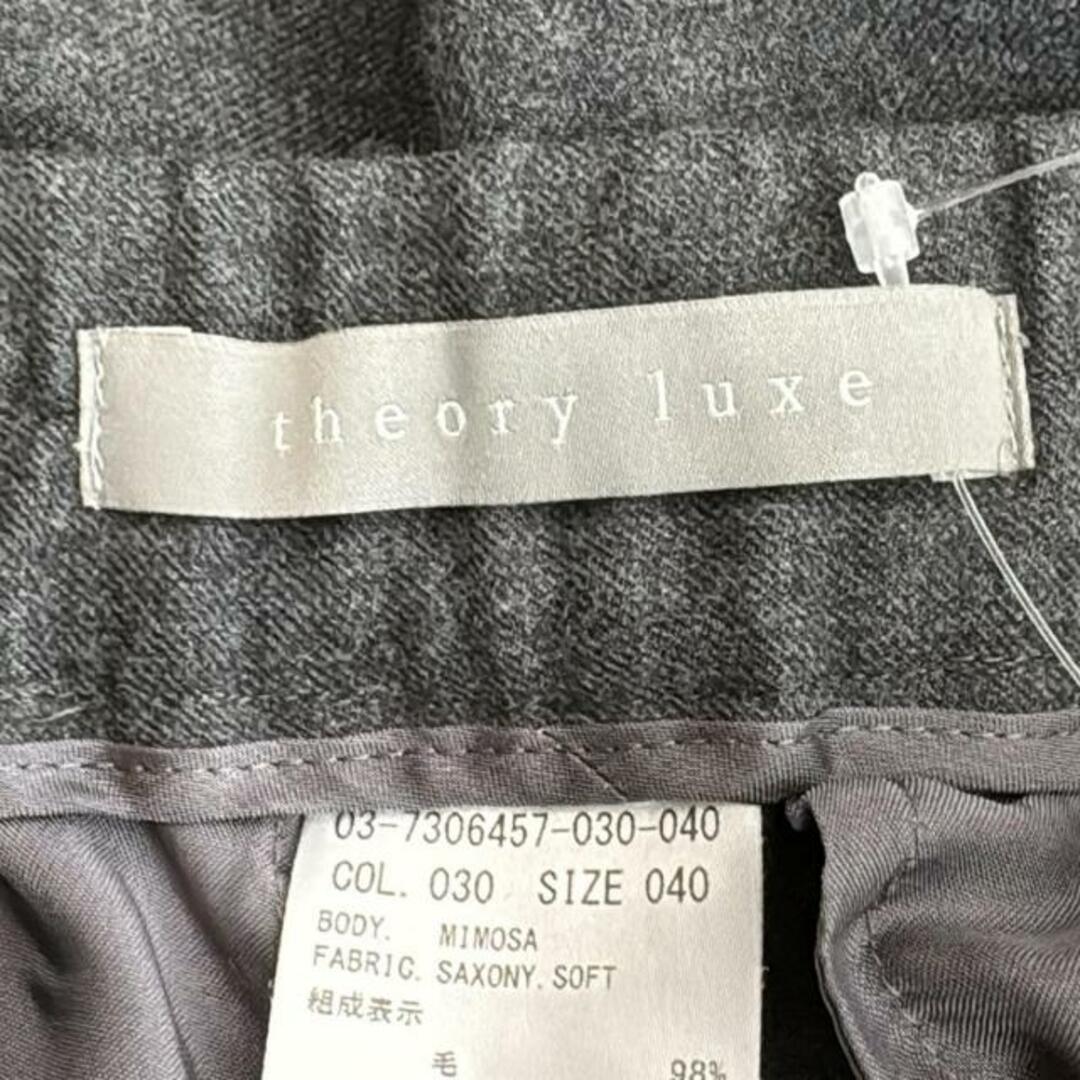 theory luxe
03-7306457-030-040
COL. 030 SIZE 040
BODY. MIMOSA
FABRIC. SAXONY. SOFT
組成表示
毛 98%